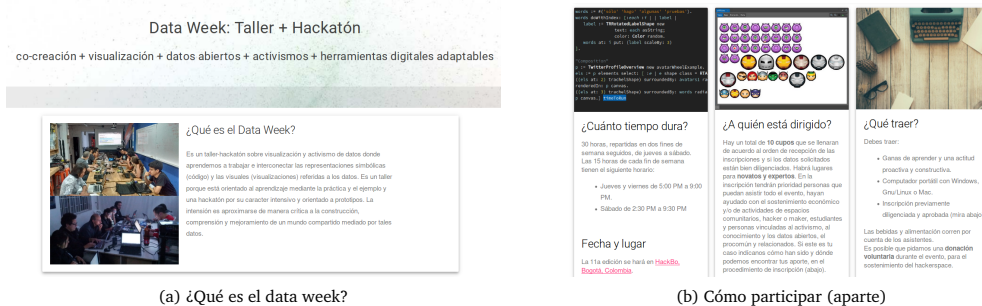 Data Week: Taller + Hackatón
co-creación + visualización + datos abiertos + activismos + herramientas digitales adaptables
¿Qué es el Data Week?
Es un taller-hackatón sobre visualización y activismo de datos donde
aprendemos a trabajar e interconectar las representaciones simbólicas
(código) y las visuales (visualizaciones) referidas a los datos. Es un taller
porque está orientado al aprendizaje mediante la práctica y el ejemplo y
una hackatón por su caracter intensivo y orientado a prototipos. La
intensión es aproximarse de manera crítica a la construcción,
comprensión y mejoramiento de un mundo compartido mediado por tales
datos.
(a) ¿Qué es el data week?
¿Cuánto tiempo dura?
30 horas, repartidas en dos fines de
semana seguidos, de jueves a sábado.
Las 15 horas de cada fin de semana
tienen el siguiente horario:
• Jueves y viernes de 5:00 PM a 9:00
PM.
• Sábado de 2:30 PM a 9:30 PM
Fecha y lugar
La 11a edición se hará en HackBo,
Bogotá, Colombia.
¿A quién está dirigido?
Hay un total de 10 cupos que se llenaran
de acuerdo al orden de recepción de las
inscripciones y si los datos solicitados
están bien diligenciados. Habrá lugares
para novatos y expertos. En la
inscripción tendrán prioridad personas que
puedan asistir todo el evento, hayan
ayudado con el sostenimiento económico
y/o de actividades de espacios
comunitarios, hacker o maker, estudiantes
y personas vinculadas al activismo, al
conocimiento y los datos abiertos, el
procomún y relacionados. Si este es tu
caso indicanos cómo han sido y dónde
podemos encontrar tus aporte, en el
procedimiento de inscripción (abajo).
¿Qué traer?
Debes traer:
• Ganas de aprender y una actitud
proactiva y constructiva.
• Computador portátil con Windows,
Gnu/Linux o Mac.
• Inscripción previamente
diligenciada y aprobada (mira abajo
Las bebidas y alimentación corren por
cuenta de los asistentes.
Es posible que pidamos una donación
voluntaria durante el evento, para el
sostenimiento del hackerspace.
(b) Cómo participar (aparte)